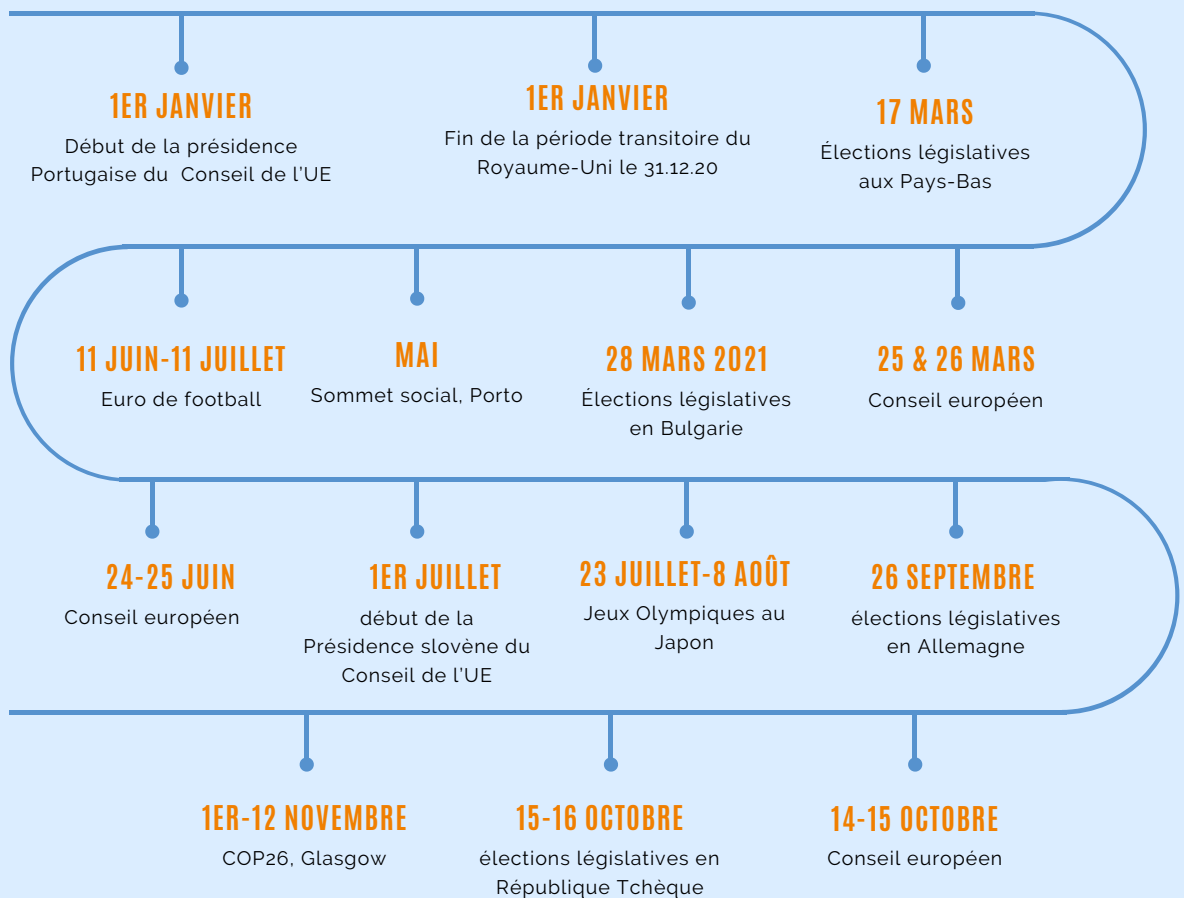 1ER JANVIER
Début de la présidence
Portugaise du Conseil de l'UE
1ER JANVIER
Fin de la période transitoire du
Royaume-Uni le 31.12.20
17 MARS
Élections législatives
aux Pays-Bas
11 JUIN-11 JUILLET
Euro de football
MAI
Sommet social, Porto
28 MARS 2021
Élections législatives
en Bulgarie
25 & 26 MARS
Conseil européen
24-25 JUIN
Conseil européen
1ER JUILLET
début de la
Présidence slovène du
Conseil de l'UE
23 JUILLET-8 AOÛT
Jeux Olympiques au
Japon
26 SEPTEMBRE
élections législatives
en Allemagne
1ER-12 NOVEMBRE
COP26, Glasgow
15-16 OCTOBRE
élections législatives en
République Tchèque
14-15 OCTOBRE
Conseil européen